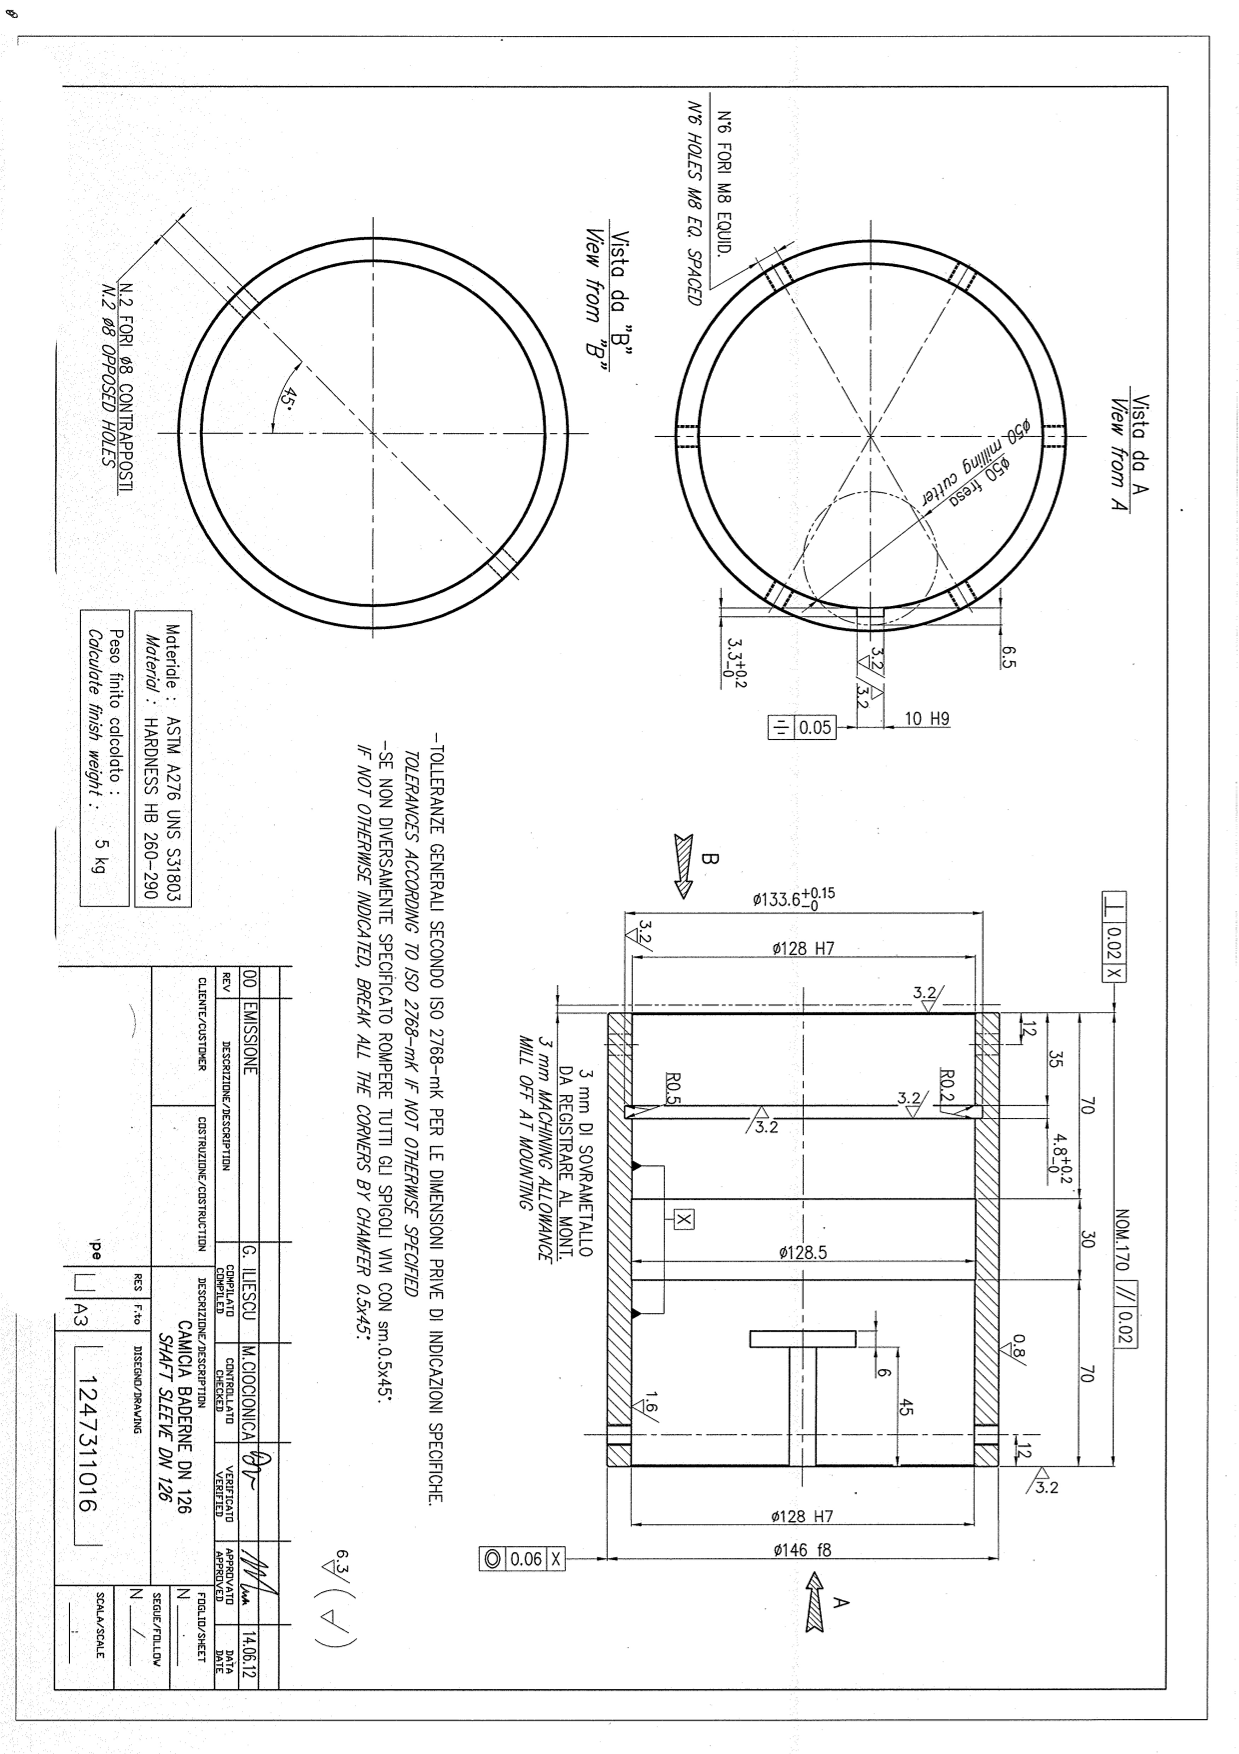 Vista da A
View from A
N°6 FORI M8 EQUID.
N°6 HOLES M8 EQ. SPACED
ø50 fresa
ø50 milling cutter
6.5
3.2
3.2
3.3+0.2
-0
10 H9
0.05
Vista da "B"
View from "B"
N.2 FORI ø8 CONTRAPPOSTI
N.2 ø8 OPPOSED HOLES
45°
⊥ 0.02 X
NOM.170 // 0.02
70
30
70
35
4.8+0.2
-0
12
12
B
ø133.6+0.15
-0
ø128 H7
3.2
3.2
3.2
3.2
R0.2
R0.5
X
ø128.5
6
45
0.8
1.6
3.2
ø128 H7
ø146 f8
◎ 0.06 X
A
3 mm DI SOVRAMETALLO
DA REGISTRARE AL MONT.
3 mm MACHINING ALLOWANCE
MILL OFF AT MOUNTING
-TOLLERANZE GENERALI SECONDO ISO 2768-mK PER LE DIMENSIONI PRIVE DI INDICAZIONI SPECIFICHE.
TOLERANCES ACCORDING TO ISO 2768-mK IF NOT OTHERWISE SPECIFIED
-SE NON DIVERSAMENTE SPECIFICATO ROMPERE TUTTI GLI SPIGOLI VIVI CON sm.0.5x45°.
IF NOT OTHERWISE INDICATED, BREAK ALL THE CORNERS BY CHAMFER 0.5x45°.
6.3
Materiale : ASTM A276 UNS S31803
Material : HARDNESS HB 260-290
Peso finito calcolato :
Calculate finish weight : 5 kg
00 EMISSIONE G. ILIESCU M.CIOCIONICA 14.06.12
REV DESCRIZIONE/DESCRIPTION COMPILATO COMPILED CONTROLLATO CHECKED VERIFICATO VERIFIED APPROVATO APPROVED DATA DATE
CLIENTE/CUSTOMER COSTRUZIONE/COSTRUCTION DESCRIZIONE/DESCRIPTION
CAMICIA BADERNE DN 126
SHAFT SLEEVE DN 126
FOGLIO/SHEET
N
SEGUE/FOLLOW
N /
pe
RES F.to DISEGNO/DRAWING
A3 1247311016
SCALA/SCALE
: